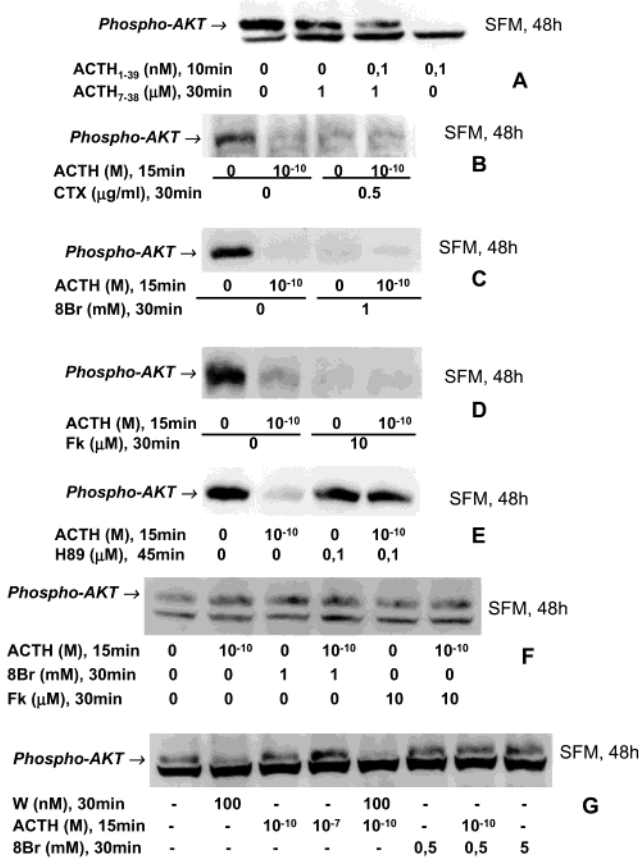 Phospho-AKT → SFM, 48h
ACTH1-39 (nM), 10min 0 0 0,1 0,1
ACTH7-38 (μM), 30min 0 1 1 0
A
Phospho-AKT → SFM, 48h
B
ACTH (M), 15min 0 10-10 0 10-10
CTX (μg/ml), 30min 0 0.5
Phospho-AKT → SFM, 48h
C
ACTH (M), 15min 0 10-10 0 10-10
8Br (mM), 30min 0 1
Phospho-AKT → SFM, 48h
D
ACTH (M), 15min 0 10-10 0 10-10
Fk (μM), 30min 0 10
Phospho-AKT → SFM, 48h
E
ACTH (M), 15min 0 10-10 0 10-10
H89 (μM), 45min 0 0 0,1 0,1
Phospho-AKT → SFM, 48h
ACTH (M), 15min 0 10-10 0 10-10 0 10-10
F
8Br (mM), 30min 0 0 1 1 0 0
Fk (μM), 30min 0 0 0 0 10 10
Phospho-AKT → SFM, 48h
G
W (nM), 30min - 100 - - 100 - - -
ACTH (M), 15min - - 10-10 10-7 10-10 - 10-10 -
8Br (mM), 30min - - - - - 0,5 0,5 5